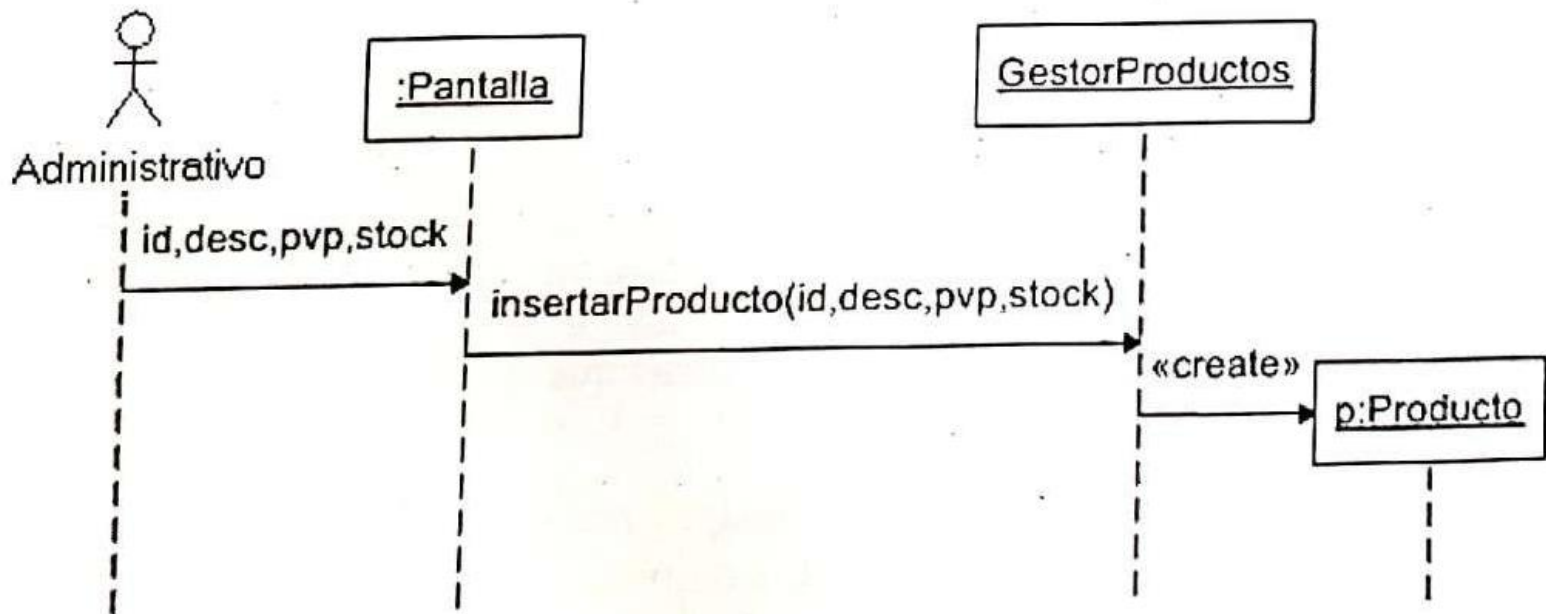 :Pantalla
GestorProductos
Administrativo
id,desc,pvp,stock
insertarProducto(id,desc,pvp,stock)
«create»
p:Producto